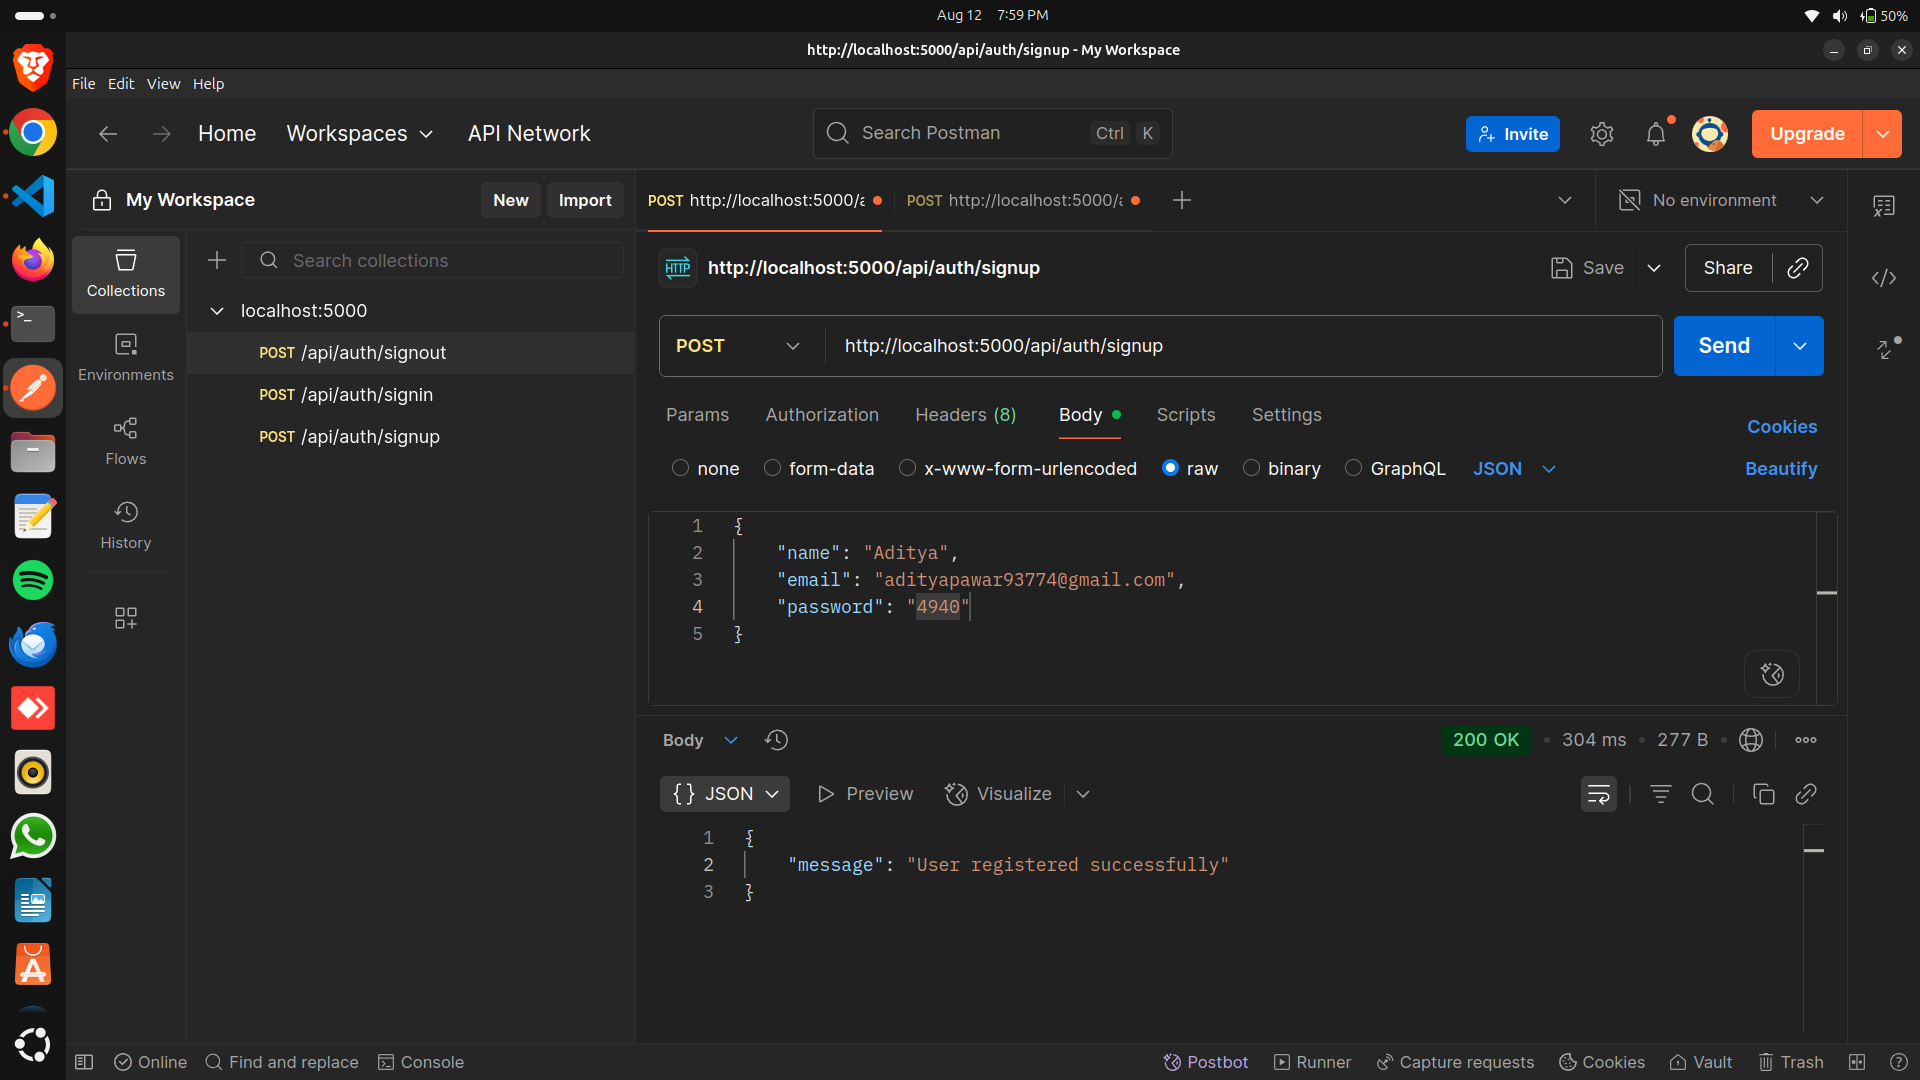 Aug 12 7:59 PM
50%
http://localhost:5000/api/auth/signup - My Workspace
File Edit View Help
Home Workspaces API Network
Search Postman Ctrl K
Invite
Upgrade
My Workspace New Import
POST http://localhost:5000/a POST http://localhost:5000/a
No environment
Collections
Search collections
HTTP http://localhost:5000/api/auth/signup
Save Share
localhost:5000
POST /api/auth/signout
POST /api/auth/signin
POST /api/auth/signup
Environments
Flows
History
POST http://localhost:5000/api/auth/signup
Send
Params Authorization Headers (8) Body Scripts Settings
Cookies
none form-data x-www-form-urlencoded raw binary GraphQL JSON
Beautify
1 {
2 "name": "Aditya",
3 "email": "adityapawar93774@gmail.com",
4 "password": "4940"
5 }
Body
200 OK 304 ms 277 B
{} JSON Preview Visualize
1 {
2 "message": "User registered successfully"
3 }
Online Find and replace Console
Postbot Runner Capture requests Cookies Vault Trash